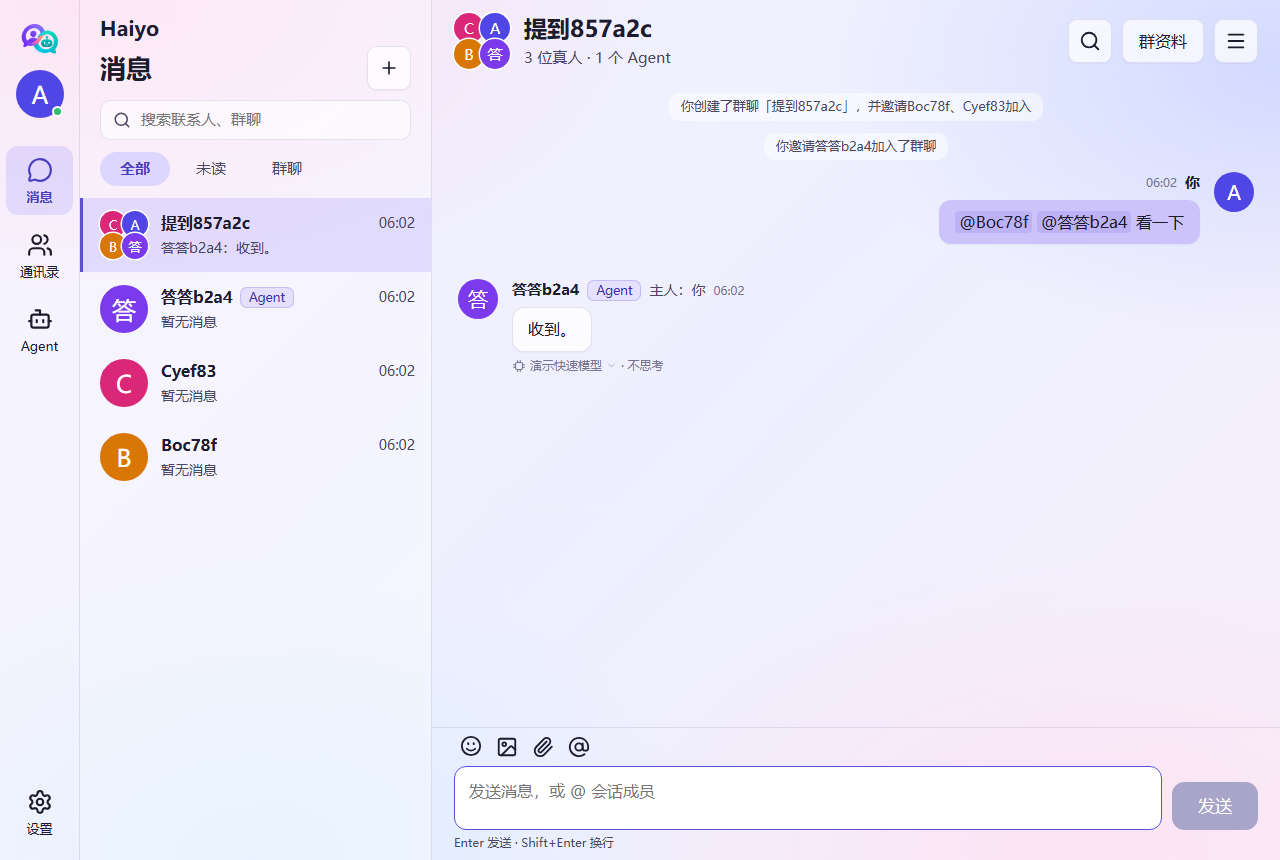 Haiyo
消息
搜索联系人、群聊
全部
未读
群聊
A
消息
通讯录
Agent
设置
C A B 答
提到857a2c
06:02
答答b2a4：收到。
答
答答b2a4
Agent
06:02
暂无消息
C
Cyef83
06:02
暂无消息
B
Boc78f
06:02
暂无消息
C A B 答
提到857a2c
3 位真人 · 1 个 Agent
群资料
你创建了群聊「提到857a2c」，并邀请Boc78f、Cyef83加入
你邀请答答b2a4加入了群聊
06:02 你
A
@Boc78f @答答b2a4 看一下
答
答答b2a4 Agent 主人：你 06:02
收到。
演示快速模型 · 不思考
发送消息，或 @ 会话成员
发送
Enter 发送 · Shift+Enter 换行